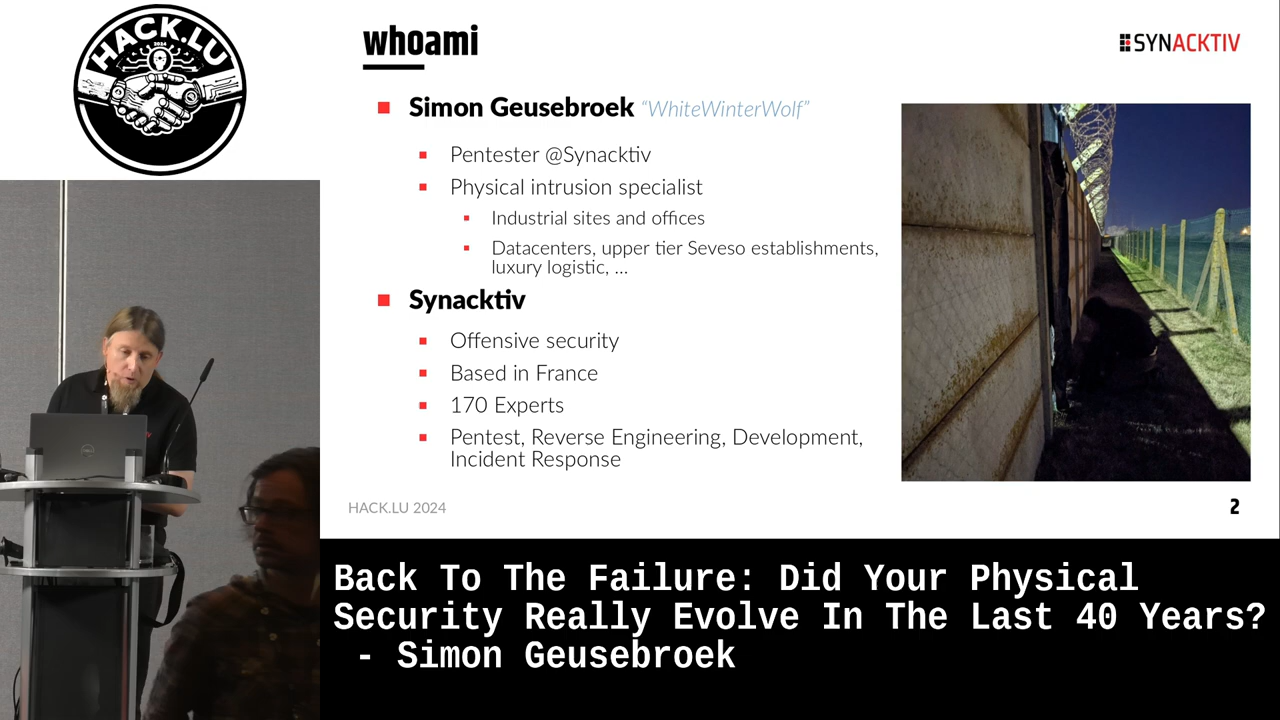 HACK.LU
2024
whoami
SYNACKTIV
Simon Geusebroek “WhiteWinterWolf”
Pentester @Synacktiv
Physical intrusion specialist
Industrial sites and offices
Datacenters, upper tier Seveso establishments,
luxury logistic, ...
Synacktiv
Offensive security
Based in France
170 Experts
Pentest, Reverse Engineering, Development,
Incident Response
HACK.LU 2024
2
DELL
Back To The Failure: Did Your Physical
Security Really Evolve In The Last 40 Years?
- Simon Geusebroek